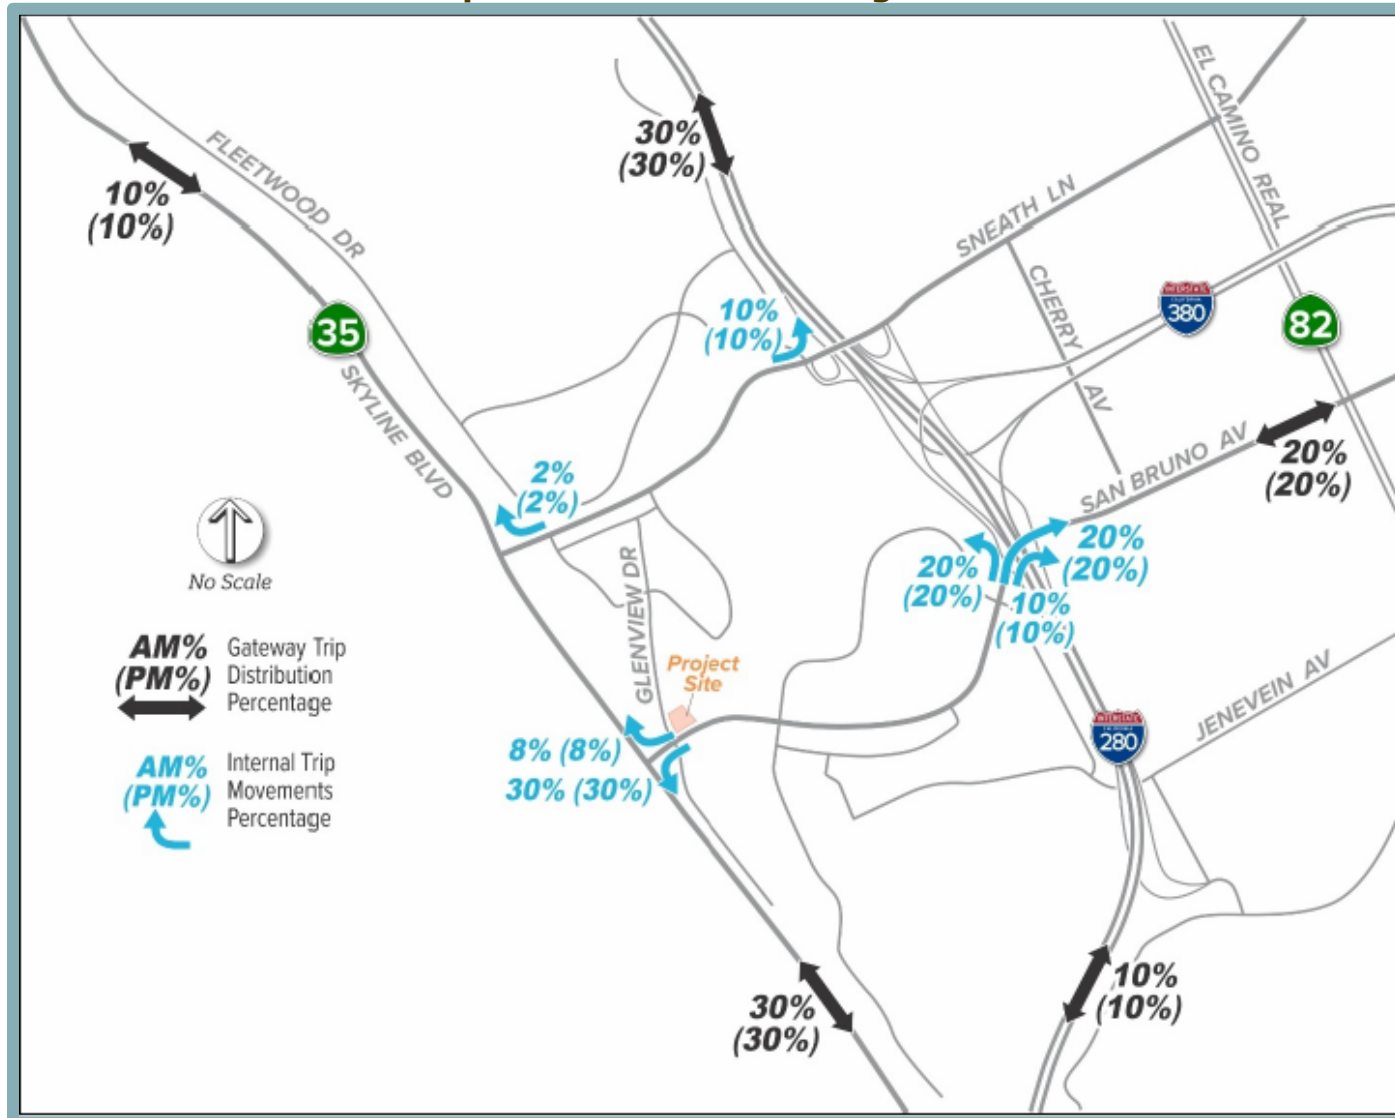 EL CAMINO REAL
30%
(30%)
FLEETWOOD DR
10%
(10%)
SNEATH LN
CHERRY AV
INTERSTATE
CALIFORNIA
380
10%
(10%)
35
82
SKYLINE BLVD
SAN BRUNO AV
20%
(20%)
2%
(2%)
20%
(20%)
20%
(20%)
10%
(10%)
No Scale
GLENVIEW DR
AM%
(PM%)
Gateway Trip
Distribution
Percentage
Project
Site
JENEVEIN AV
INTERSTATE
280
8% (8%)
30% (30%)
AM%
(PM%)
Internal Trip
Movements
Percentage
10%
(10%)
30%
(30%)